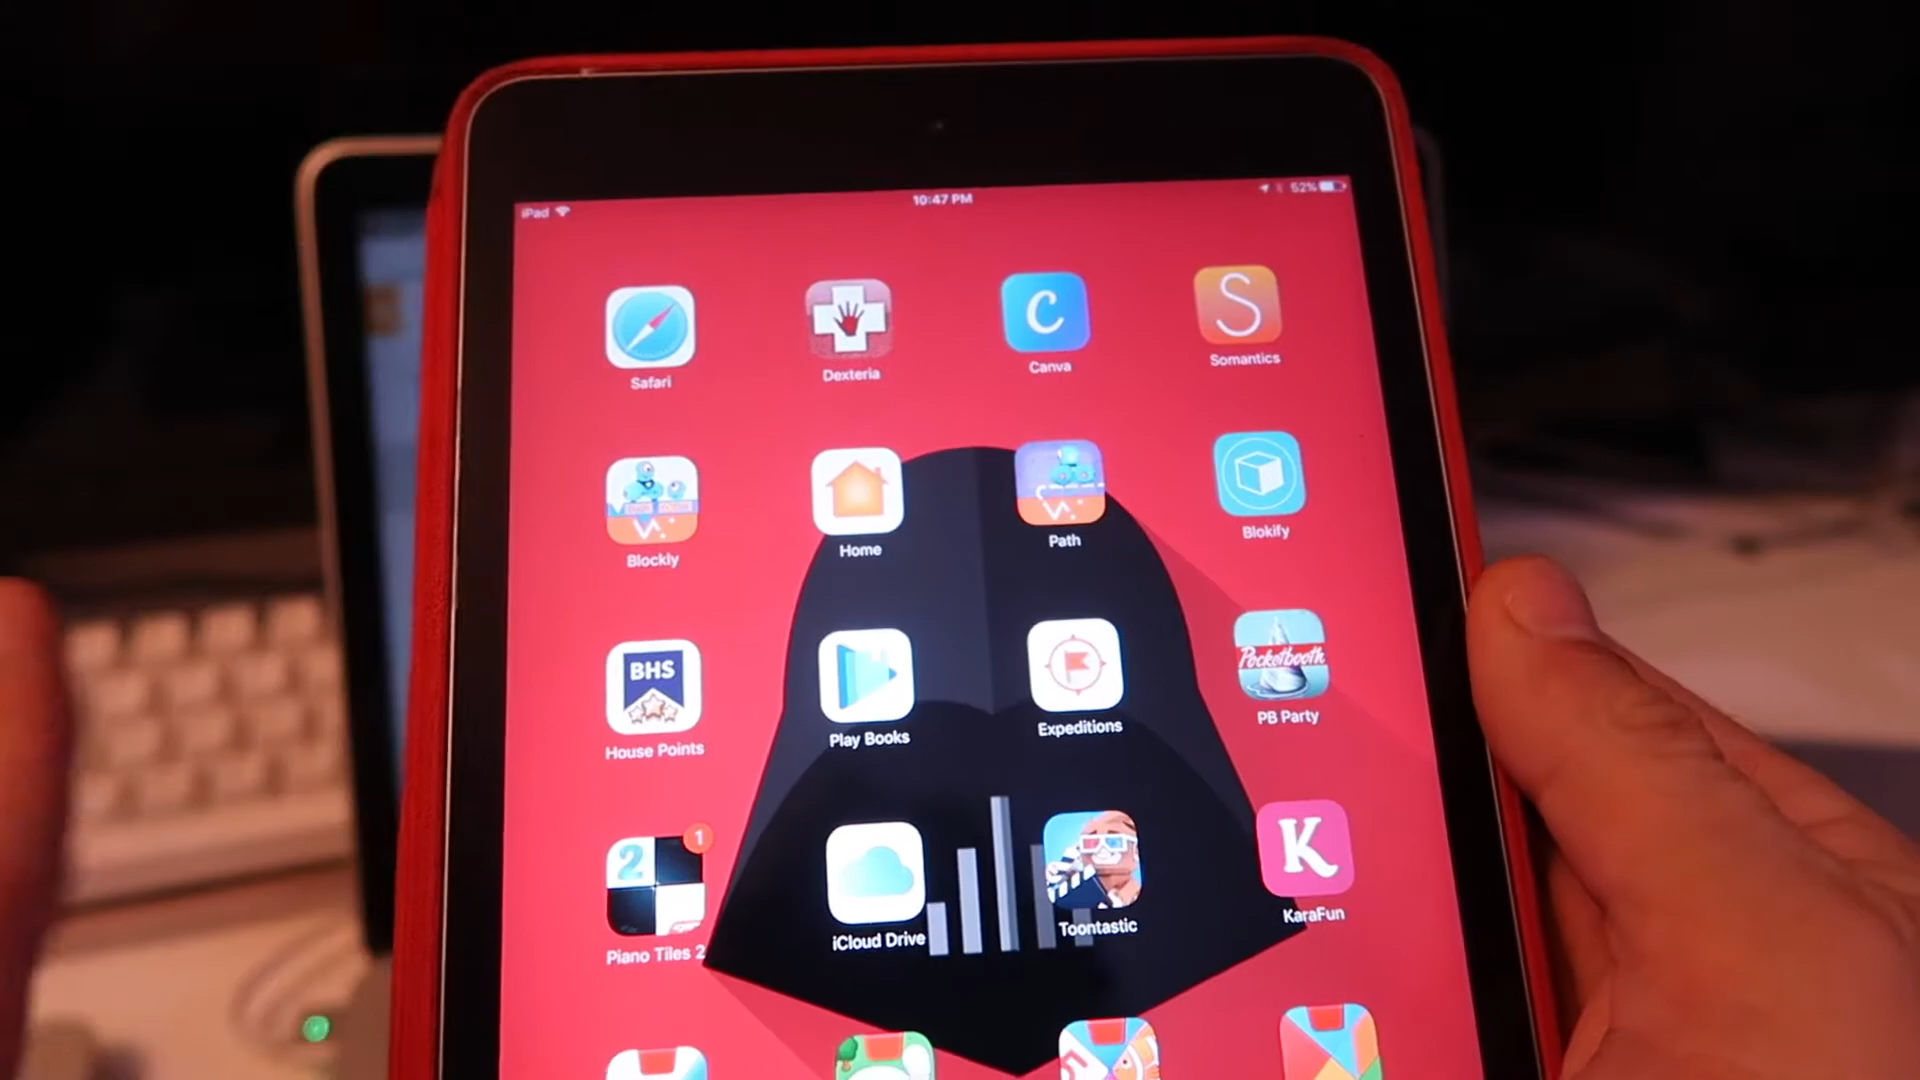 iPad 10:47 PM 52%
C S
Safari Dexteria Canva Somantics
Blockly Home Path Blokify
BHS Pocketbooth
House Points Play Books Expeditions PB Party
2 1 K
Piano Tiles 2 iCloud Drive Toontastic KaraFun